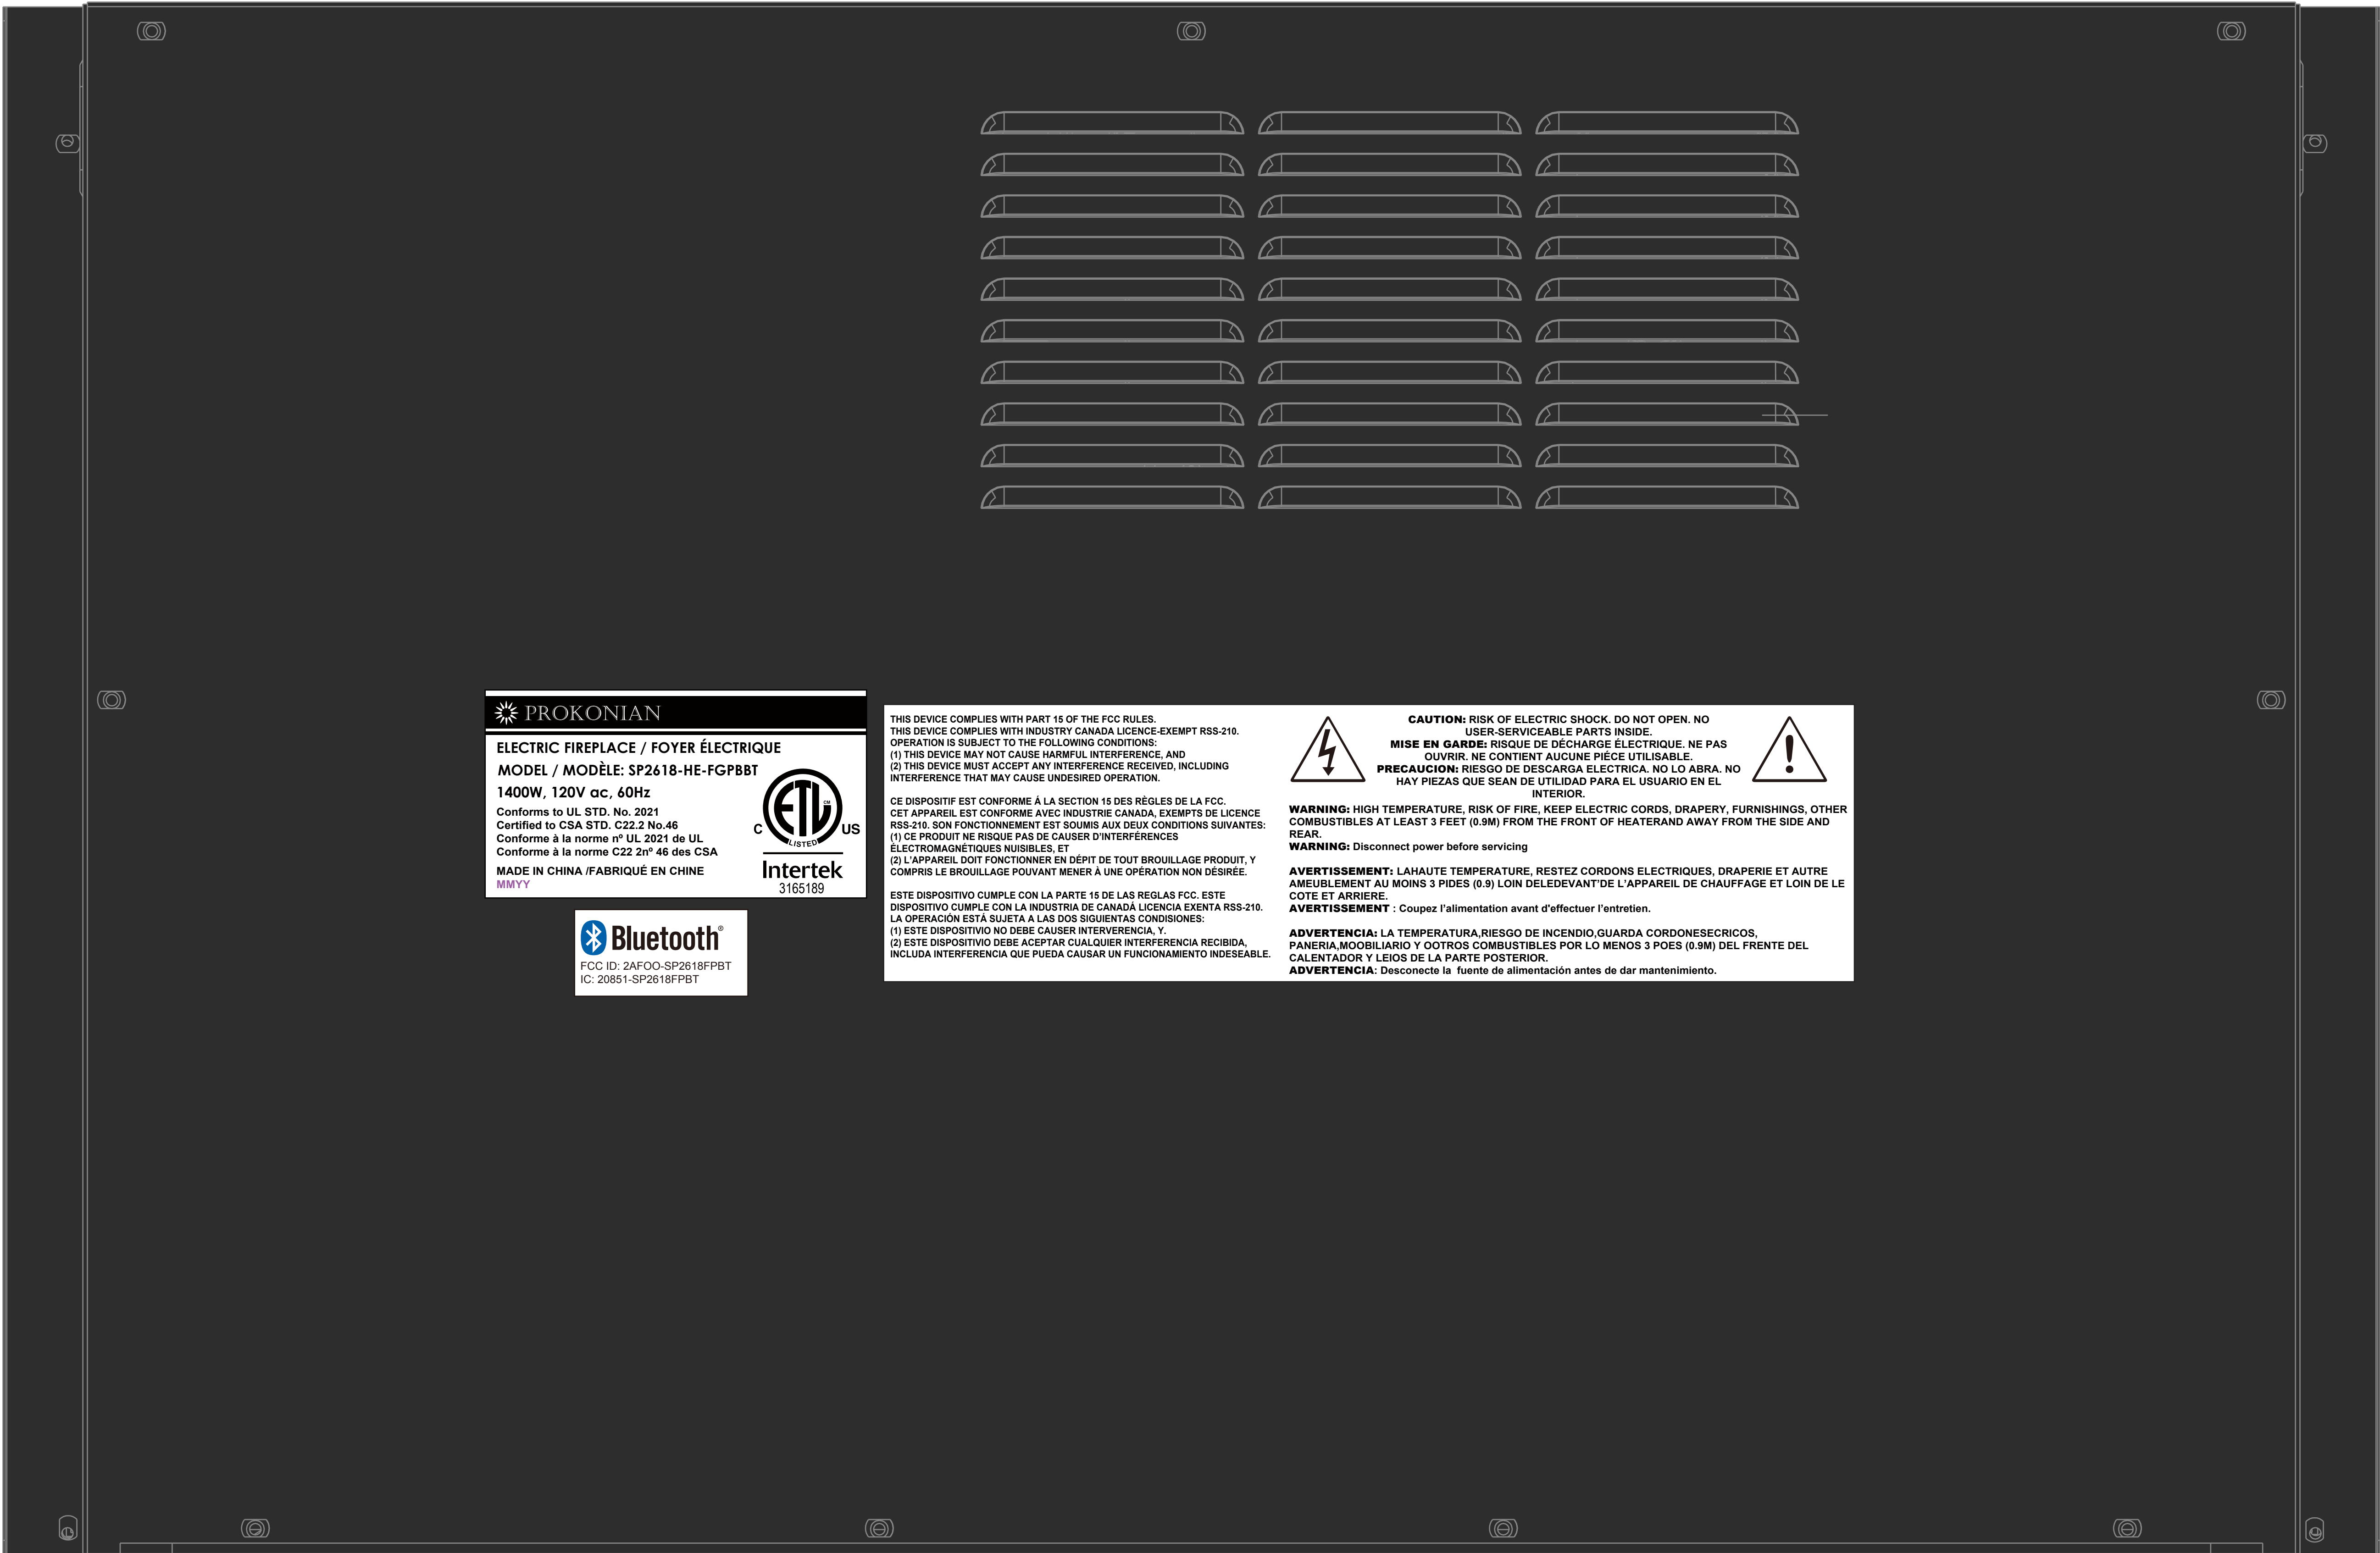 PROKONIAN
ELECTRIC FIREPLACE / FOYER ÉLECTRIQUE
MODEL / MODÈLE: SP2618-HE-FGPBBT
1400W, 120V ac, 60Hz
Conforms to UL STD. No. 2021
Certified to CSA STD. C22.2 No.46
Conforme à la norme nº UL 2021 de UL
Conforme à la norme C22 2nº 46 des CSA
MADE IN CHINA /FABRIQUÉ EN CHINE
MMYY
ETL CM
C US
LISTED
Intertek
3165189
Bluetooth®
FCC ID: 2AFOO-SP2618FPBT
IC: 20851-SP2618FPBT
THIS DEVICE COMPLIES WITH PART 15 OF THE FCC RULES.
THIS DEVICE COMPLIES WITH INDUSTRY CANADA LICENCE-EXEMPT RSS-210.
OPERATION IS SUBJECT TO THE FOLLOWING CONDITIONS:
(1) THIS DEVICE MAY NOT CAUSE HARMFUL INTERFERENCE, AND
(2) THIS DEVICE MUST ACCEPT ANY INTERFERENCE RECEIVED, INCLUDING
INTERFERENCE THAT MAY CAUSE UNDESIRED OPERATION.
CE DISPOSITIF EST CONFORME Á LA SECTION 15 DES RÈGLES DE LA FCC.
CET APPAREIL EST CONFORME AVEC INDUSTRIE CANADA, EXEMPTS DE LICENCE
RSS-210. SON FONCTIONNEMENT EST SOUMIS AUX DEUX CONDITIONS SUIVANTES:
(1) CE PRODUIT NE RISQUE PAS DE CAUSER D'INTERFÉRENCES
ÉLECTROMAGNÉTIQUES NUISIBLES, ET
(2) L'APPAREIL DOIT FONCTIONNER EN DÉPIT DE TOUT BROUILLAGE PRODUIT, Y
COMPRIS LE BROUILLAGE POUVANT MENER À UNE OPÉRATION NON DÉSIRÉE.
ESTE DISPOSITIVO CUMPLE CON LA PARTE 15 DE LAS REGLAS FCC. ESTE
DISPOSITIVO CUMPLE CON LA INDUSTRIA DE CANADÁ LICENCIA EXENTA RSS-210.
LA OPERACIÓN ESTÁ SUJETA A LAS DOS SIGUIENTAS CONDISIONES:
(1) ESTE DISPOSITIVIO NO DEBE CAUSER INTERVERENCIA, Y.
(2) ESTE DISPOSITIVIO DEBE ACEPTAR CUALQUIER INTERFERENCIA RECIBIDA,
INCLUDA INTERFERENCIA QUE PUEDA CAUSAR UN FUNCIONAMIENTO INDESEABLE.
CAUTION: RISK OF ELECTRIC SHOCK. DO NOT OPEN. NO
USER-SERVICEABLE PARTS INSIDE.
MISE EN GARDE: RISQUE DE DÉCHARGE ÉLECTRIQUE. NE PAS
OUVRIR. NE CONTIENT AUCUNE PIÉCE UTILISABLE.
PRECAUCION: RIESGO DE DESCARGA ELECTRICA. NO LO ABRA. NO
HAY PIEZAS QUE SEAN DE UTILIDAD PARA EL USUARIO EN EL
INTERIOR.
WARNING: HIGH TEMPERATURE, RISK OF FIRE, KEEP ELECTRIC CORDS, DRAPERY, FURNISHINGS, OTHER
COMBUSTIBLES AT LEAST 3 FEET (0.9M) FROM THE FRONT OF HEATERAND AWAY FROM THE SIDE AND
REAR.
WARNING: Disconnect power before servicing
AVERTISSEMENT: LAHAUTE TEMPERATURE, RESTEZ CORDONS ELECTRIQUES, DRAPERIE ET AUTRE
AMEUBLEMENT AU MOINS 3 PIDES (0.9) LOIN DELEDEVANT'DE L'APPAREIL DE CHAUFFAGE ET LOIN DE LE
COTE ET ARRIERE.
AVERTISSEMENT : Coupez l'alimentation avant d'effectuer l'entretien.
ADVERTENCIA: LA TEMPERATURA,RIESGO DE INCENDIO,GUARDA CORDONESECRICOS,
PANERIA,MOOBILIARIO Y OOTROS COMBUSTIBLES POR LO MENOS 3 POES (0.9M) DEL FRENTE DEL
CALENTADOR Y LEIOS DE LA PARTE POSTERIOR.
ADVERTENCIA: Desconecte la fuente de alimentación antes de dar mantenimiento.